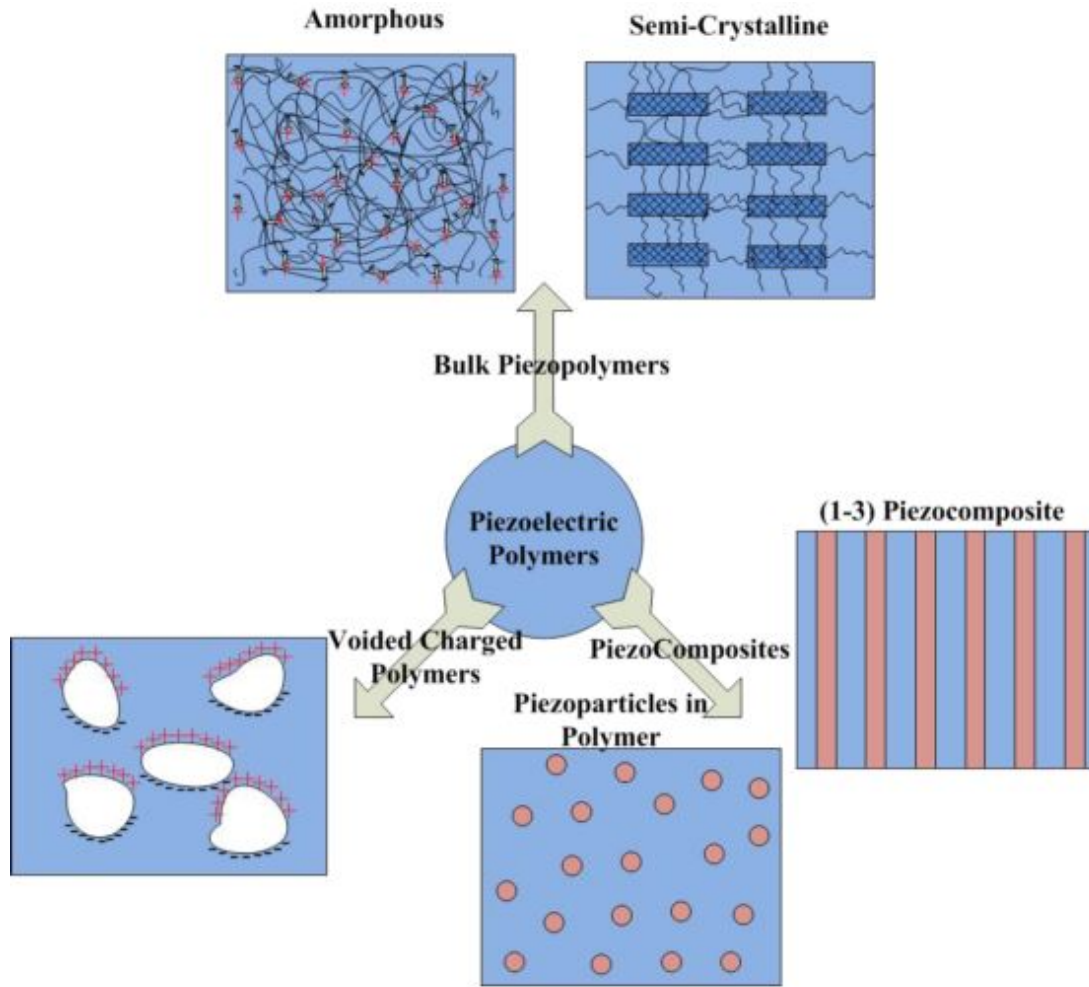 Amorphous
Semi-Crystalline
Bulk Piezopolymers
Piezoelectric
Polymers
(1-3) Piezocomposite
Voided Charged
Polymers
PiezoComposites
Piezoparticles in
Polymer